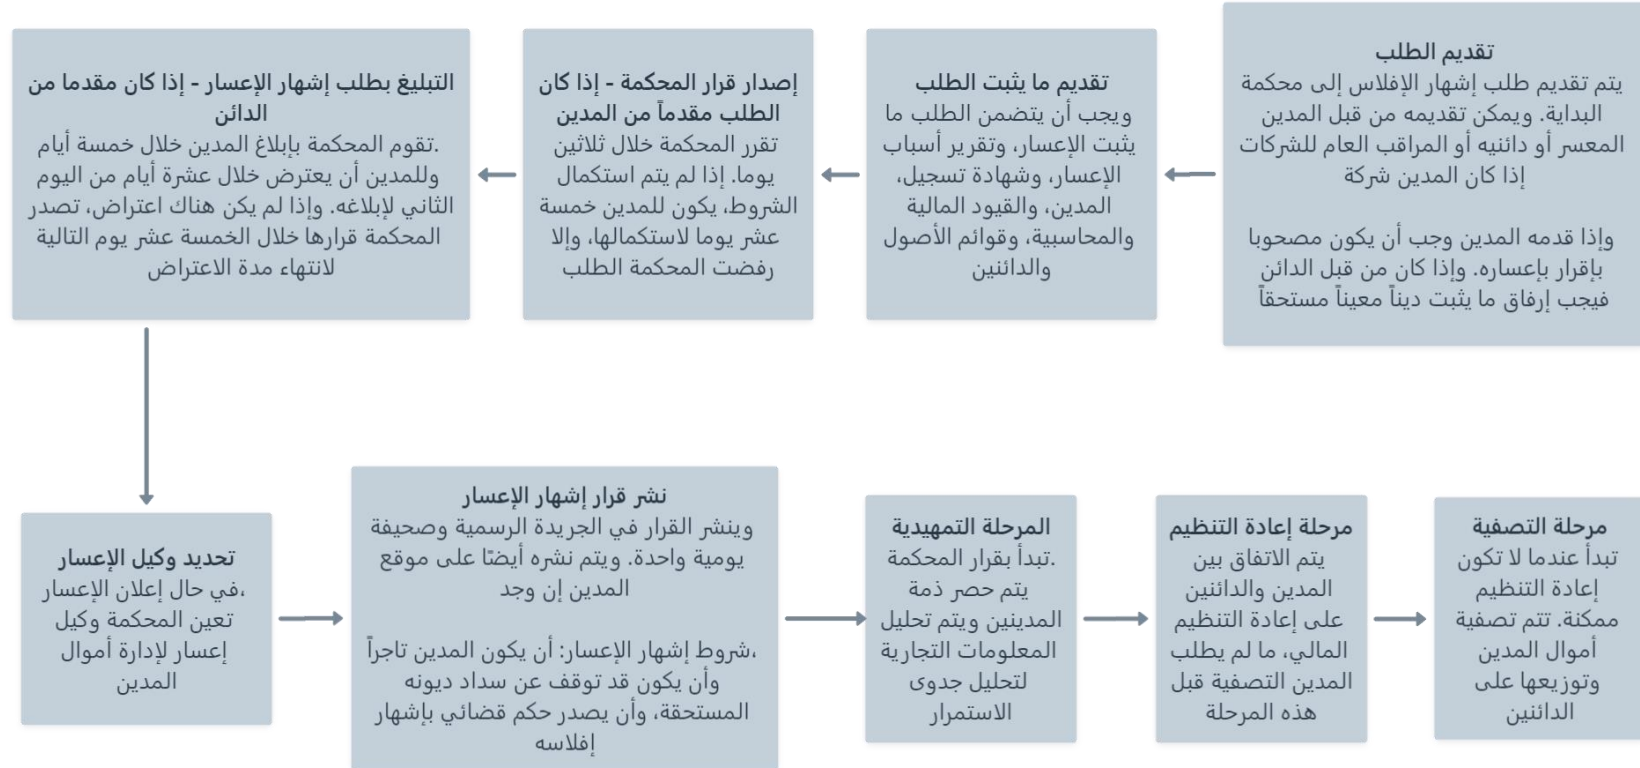 تقديم الطلب
يتم تقديم طلب إشهار الإفلاس إلى محكمة
البداية. ويمكن تقديمه من قبل المدين
المعسر أو دائنيه أو المراقب العام للشركات
إذا كان المدين شركة
وإذا قدمه المدين وجب أن يكون مصحوبا
بإقرار بإعساره. وإذا كان من قبل الدائن
فيجب إرفاق ما يثبت ديناً معيناً مستحقاً
تقديم ما يثبت الطلب
ويجب أن يتضمن الطلب ما
يثبت الإعسار، وتقرير أسباب
الإعسار، وشهادة تسجيل،
المدين، والقيود المالية
والمحاسبية، وقوائم الأصول
والدائنين
إصدار قرار المحكمة - إذا كان
الطلب مقدماً من المدين
تقرر المحكمة خلال ثلاثين
يوما. إذا لم يتم استكمال
الشروط، يكون للمدين خمسة
عشر يوما لاستكمالها، وإلا
رفضت المحكمة الطلب
التبليغ بطلب إشهار الإعسار - إذا كان مقدما من
الدائن
.تقوم المحكمة بإبلاغ المدين خلال خمسة أيام
وللمدين أن يعترض خلال عشرة أيام من اليوم
الثاني لإبلاغه. وإذا لم يكن هناك اعتراض، تصدر
المحكمة قرارها خلال الخمسة عشر يوم التالية
لانتهاء مدة الاعتراض
تحديد وكيل الإعسار
،في حال إعلان الإعسار
تعين المحكمة وكيل
إعسار لإدارة أموال
المدين
نشر قرار إشهار الإعسار
وينشر القرار في الجريدة الرسمية وصحيفة
يومية واحدة. ويتم نشره أيضًا على موقع
المدين إن وجد
،شروط إشهار الإعسار: أن يكون المدين تاجراً
وأن يكون قد توقف عن سداد ديونه
المستحقة، وأن يصدر حكم قضائي بإشهار
إفلاسه
المرحلة التمهيدية
.تبدأ بقرار المحكمة
يتم حصر ذمة
المدينين ويتم تحليل
المعلومات التجارية
لتحليل جدوى
الاستمرار
مرحلة إعادة التنظيم
يتم الاتفاق بين
المدين والدائنين
على إعادة التنظيم
المالي، ما لم يطلب
المدين التصفية قبل
هذه المرحلة
مرحلة التصفية
تبدأ عندما لا تكون
إعادة التنظيم
ممكنة. تتم تصفية
أموال المدين
وتوزيعها على
الدائنين